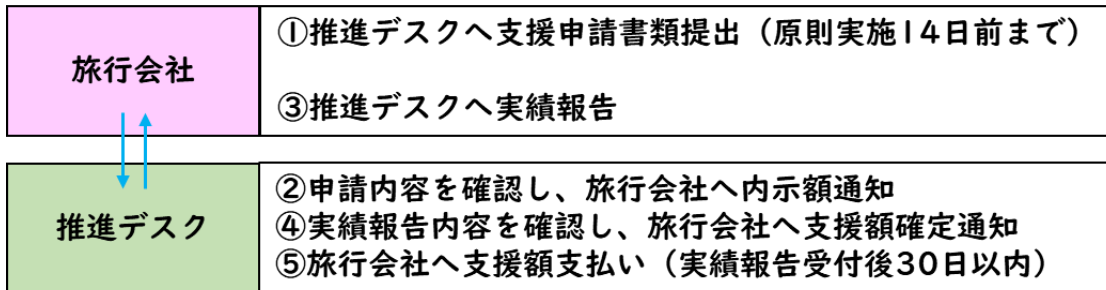 旅行会社
①推進デスクへ支援申請書類提出（原則実施14日前まで）
③推進デスクへ実績報告
推進デスク
②申請内容を確認し、旅行会社へ内示額通知
④実績報告内容を確認し、旅行会社へ支援額確定通知
⑤旅行会社へ支援額支払い（実績報告受付後30日以内）